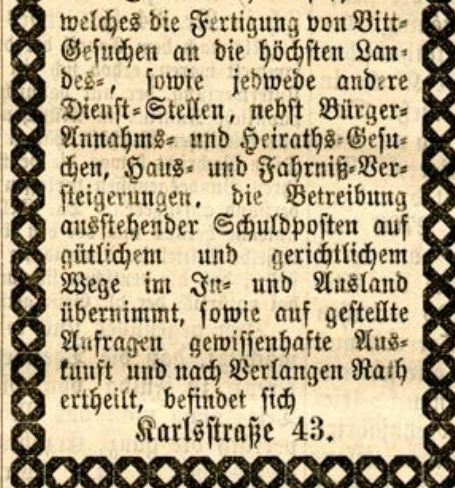 welches die Fertigung von Bitt-
Gesuchen an die höchsten Lan-
des-, sowie jedwede andere
Dienst-Stellen, nebst Bürger-
Annahms- und Heiraths-Gesu-
chen, Haus- und Fahrniß-Ver-
steigerungen, die Betreibung
ausstehender Schuldposten auf
gütlichem und gerichtlichem
Wege im In- und Ausland
übernimmt, sowie auf gestellte
Anfragen gewissenhafte Aus-
kunft und nach Verlangen Rath
ertheilt, befindet sich
Karlsstraße 43.